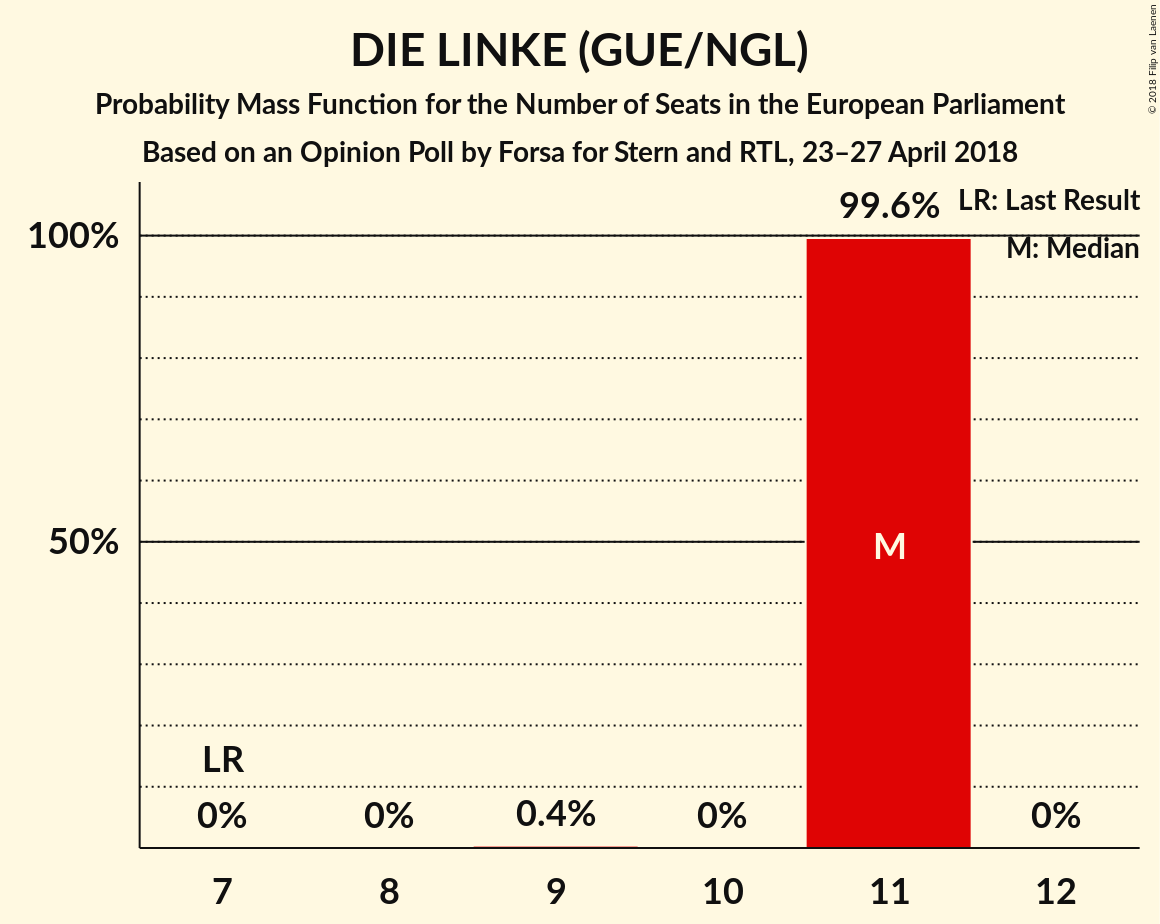 DIE LINKE (GUE/NGL)
Probability Mass Function for the Number of Seats in the European Parliament
Based on an Opinion Poll by Forsa for Stern and RTL, 23–27 April 2018
© 2018 Filip van Laenen
99.6%
LR: Last Result
100%
M: Median
50%
M
LR
0%
0%
0.4%
0%
0%
7
8
9
10
11
12